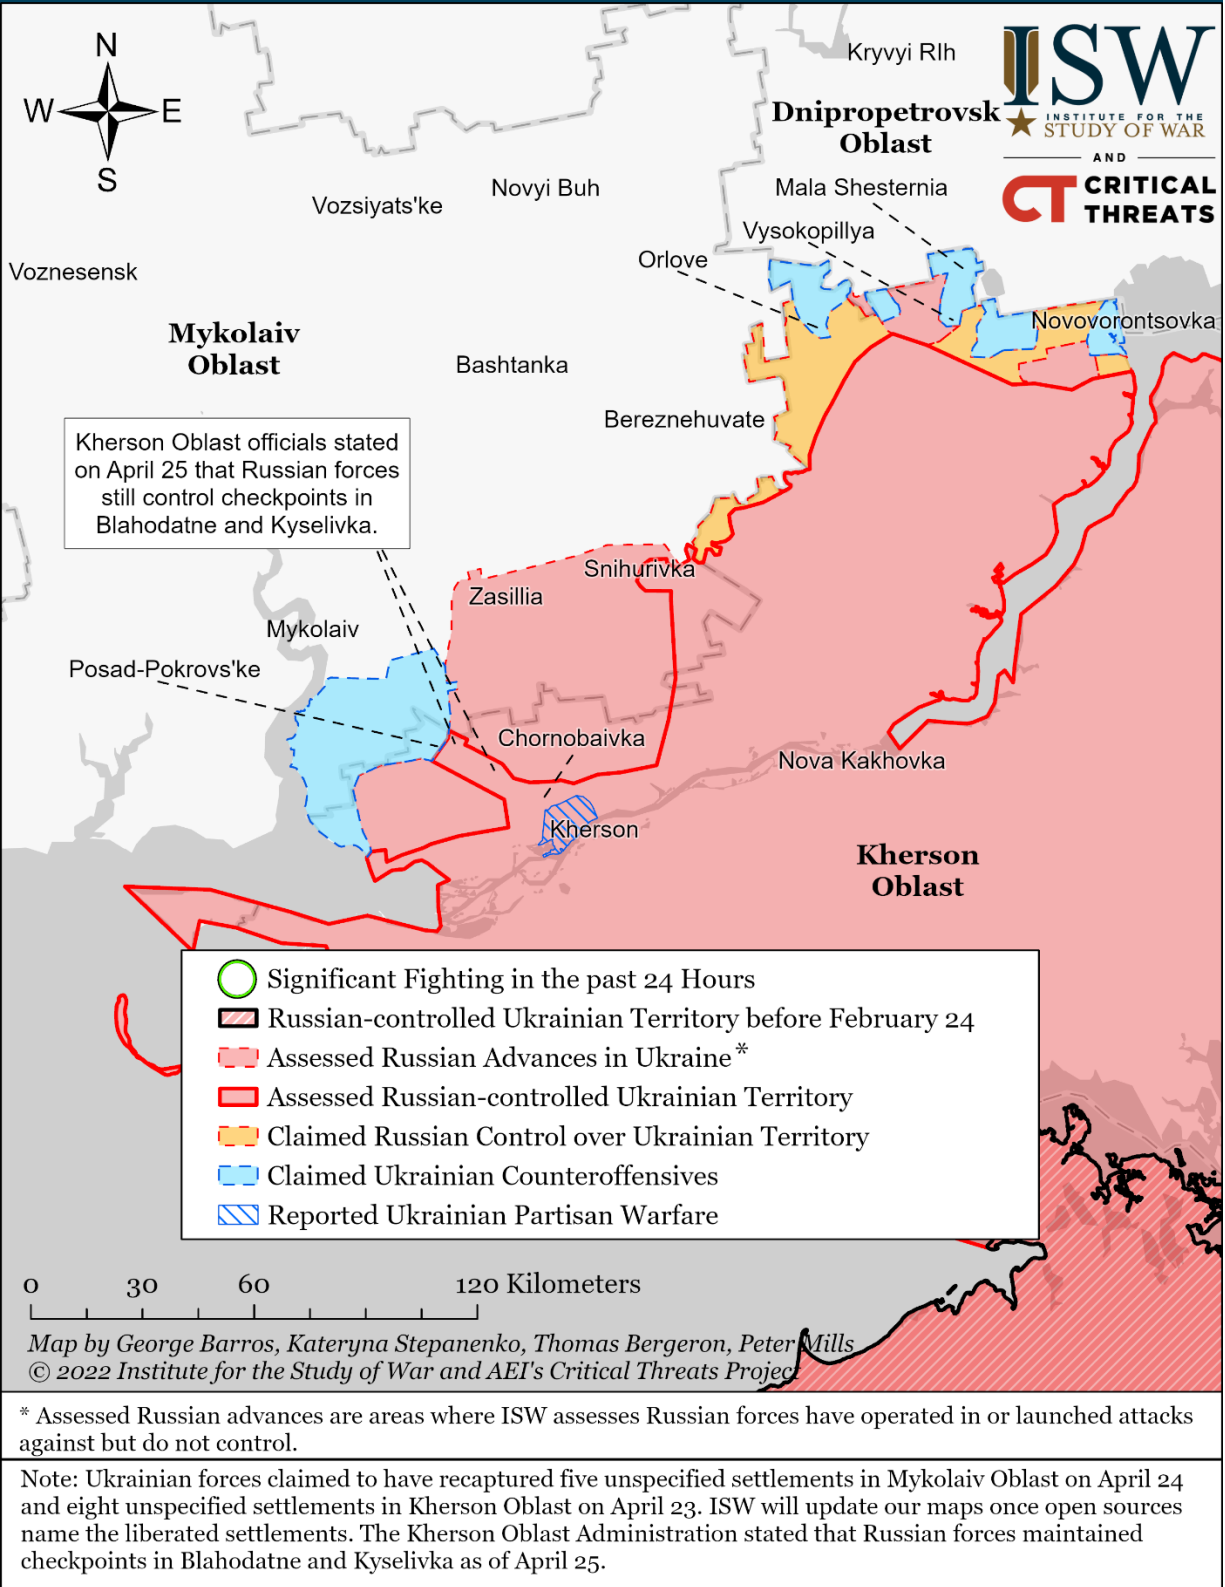 N
W E
S
Kryvyi RIh
ISW
INSTITUTE FOR THE
STUDY OF WAR
AND
CT CRITICAL
THREATS
Dnipropetrovsk
Oblast
Mala Shesternia
Novyi Buh
Vozsiyats'ke
Vysokopillya
Orlove
Voznesensk
Novovorontsovka
Mykolaiv
Oblast
Bashtanka
Bereznehuvate
Kherson Oblast officials stated
on April 25 that Russian forces
still control checkpoints in
Blahodatne and Kyselivka.
Snihurivka
Zasillia
Mykolaiv
Posad-Pokrovs'ke
Chornobaivka
Nova Kakhovka
Kherson
Kherson
Oblast
Significant Fighting in the past 24 Hours
Russian-controlled Ukrainian Territory before February 24
Assessed Russian Advances in Ukraine*
Assessed Russian-controlled Ukrainian Territory
Claimed Russian Control over Ukrainian Territory
Claimed Ukrainian Counteroffensives
Reported Ukrainian Partisan Warfare
0 30 60 120 Kilometers
Map by George Barros, Kateryna Stepanenko, Thomas Bergeron, Peter Mills
© 2022 Institute for the Study of War and AEI's Critical Threats Project
* Assessed Russian advances are areas where ISW assesses Russian forces have operated in or launched attacks
against but do not control.
Note: Ukrainian forces claimed to have recaptured five unspecified settlements in Mykolaiv Oblast on April 24
and eight unspecified settlements in Kherson Oblast on April 23. ISW will update our maps once open sources
name the liberated settlements. The Kherson Oblast Administration stated that Russian forces maintained
checkpoints in Blahodatne and Kyselivka as of April 25.